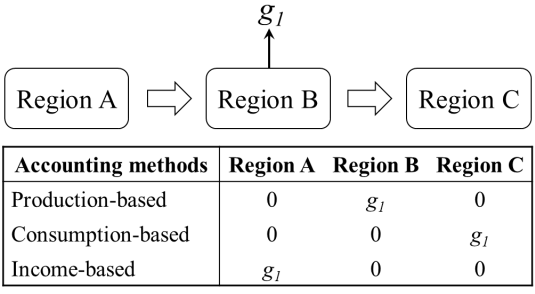 g1
Region A Region B Region C
Accounting methods Region A Region B Region C
Production-based 0 g1 0
Consumption-based 0 0 g1
Income-based g1 0 0